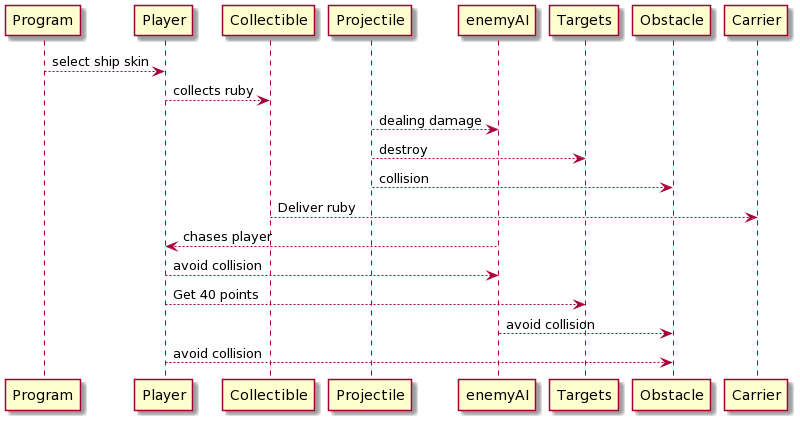 Program Player Collectible Projectile enemyAI Targets Obstacle Carrier
select ship skin
collects ruby
dealing damage
destroy
collision
Deliver ruby
chases player
avoid collision
Get 40 points
avoid collision
avoid collision
Program Player Collectible Projectile enemyAI Targets Obstacle Carrier